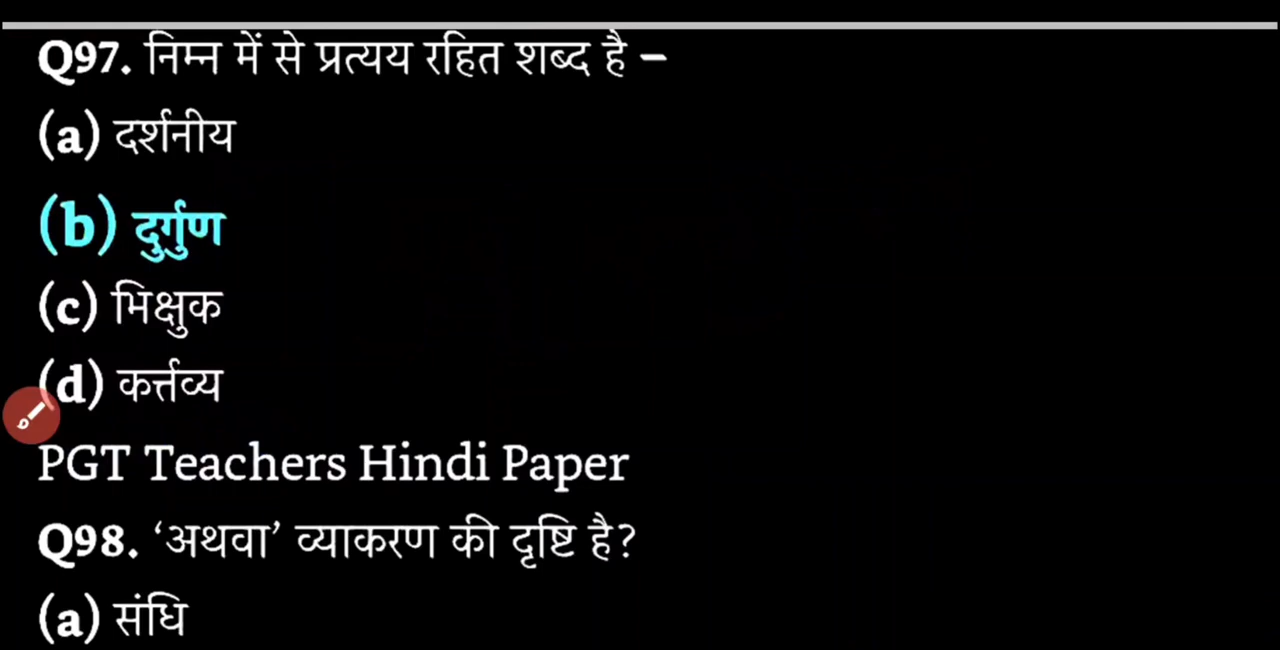 Q97. निम्न में से प्रत्यय रहित शब्द है –
(a) दर्शनीय
(b) दुर्गुण
(c) भिक्षुक
(d) कर्त्तव्य
PGT Teachers Hindi Paper
Q98. ‘अथवा’ व्याकरण की दृष्टि है?
(a) संधि